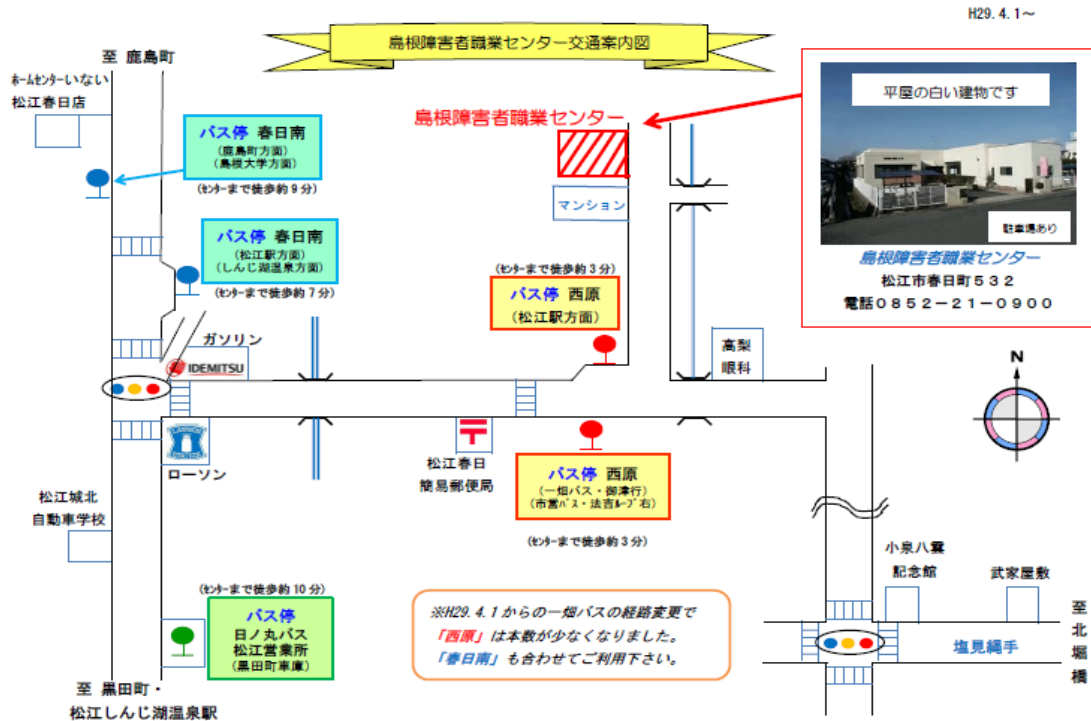 H29.4.1～
島根障害者職業センター交通案内図
至 鹿島町
ホームセンターいない
松江春日店
バス停 春日南
(鹿島町方面)
(島根大学方面)
(センターまで徒歩約９分)
バス停 春日南
(松江駅方面)
(しんじ湖温泉方面)
(センターまで徒歩約７分)
島根障害者職業センター
マンション
平屋の白い建物です
駐車場あり
島根障害者職業センター
松江市春日町５３２
電話０８５２－２１－０９００
(センターまで徒歩約３分)
バス停 西原
(松江駅方面)
ガソリン
IDEMITSU
高梨
眼科
N
LAWSON
ローソン
松江春日
簡易郵便局
バス停 西原
(一畑バス・御津行)
(市営バス・法吉ループ右)
(センターまで徒歩約３分)
松江城北
自動車学校
(センターまで徒歩約10分)
バス停
日ノ丸バス
松江営業所
(黒田町車庫)
※H29.4.1からの一畑バスの経路変更で
「西原」は本数が少なくなりました。
「春日南」も合わせてご利用下さい。
小泉八雲
記念館
武家屋敷
塩見縄手
至北堀橋
至 黒田町・
松江しんじ湖温泉駅